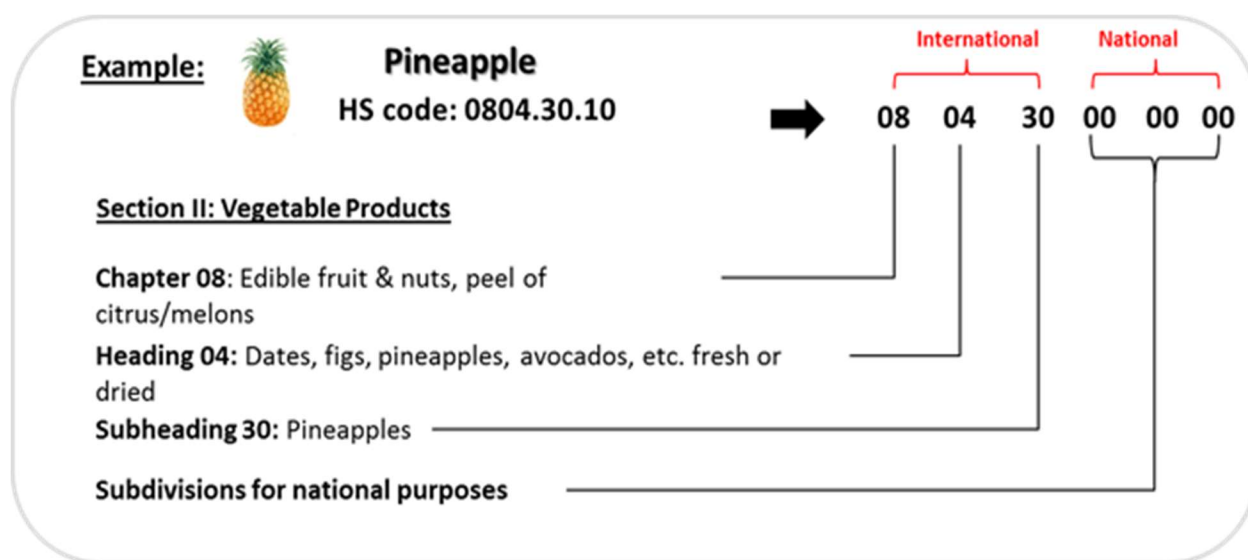 International National
Example: Pineapple
HS code: 0804.30.10
08 04 30 00 00 00
Section II: Vegetable Products
Chapter 08: Edible fruit & nuts, peel of
citrus/melons
Heading 04: Dates, figs, pineapples, avocados, etc. fresh or
dried
Subheading 30: Pineapples
Subdivisions for national purposes